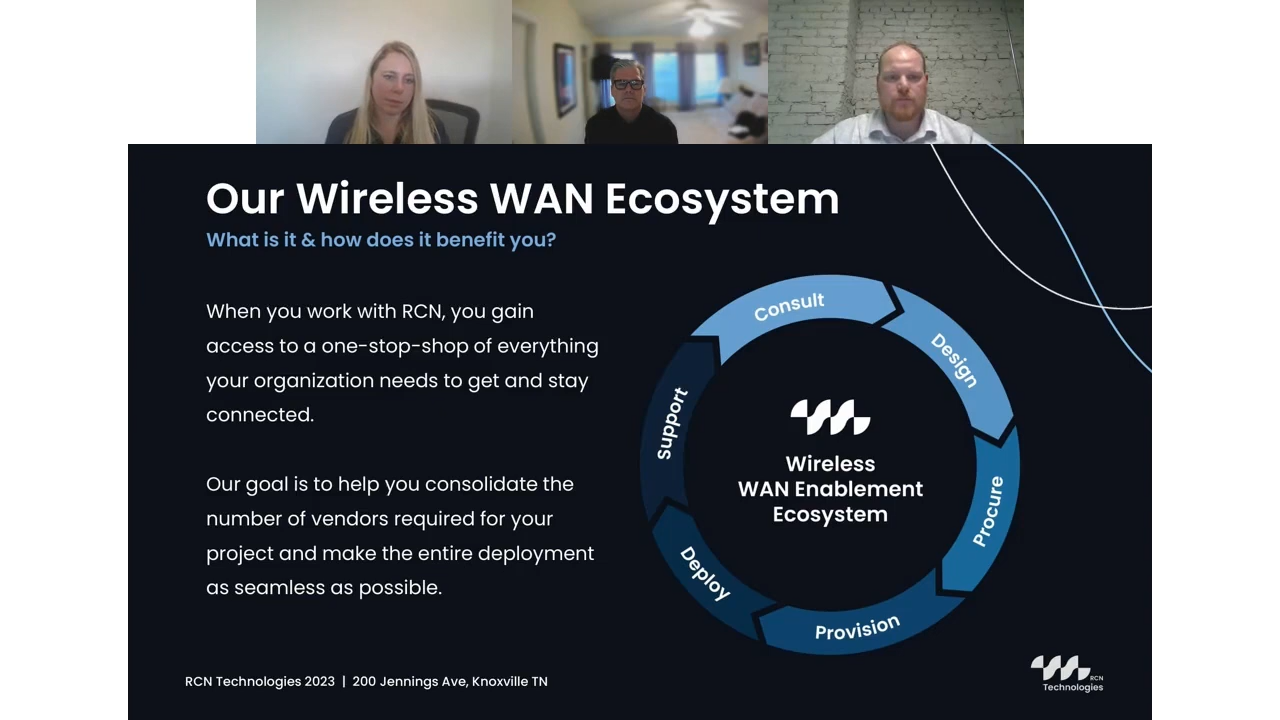 Our Wireless WAN Ecosystem
What is it & how does it benefit you?
When you work with RCN, you gain
access to a one-stop-shop of everything
your organization needs to get and stay
connected.
Our goal is to help you consolidate the
number of vendors required for your
project and make the entire deployment
as seamless as possible.
Consult
Design
Procure
Provision
Deploy
Support
Wireless
WAN Enablement
Ecosystem
RCN Technologies 2023 | 200 Jennings Ave, Knoxville TN
RCN
Technologies